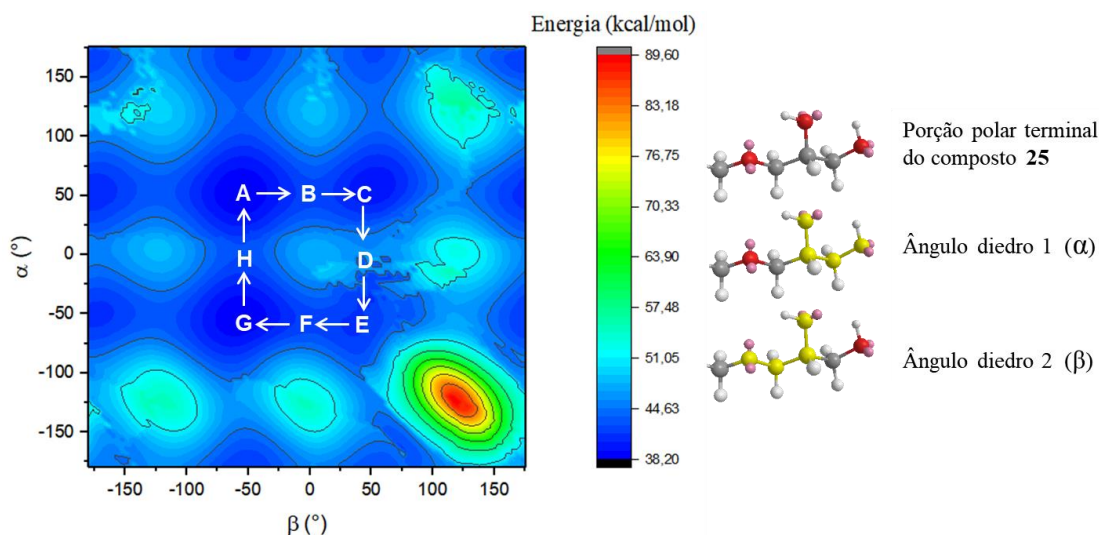 Energia (kcal/mol)
150
100
50
0
-50
-100
-150
α (°)
A B C
H D
G F E
-150 -100 -50 0 50 100 150
β (°)
89,60
83,18
76,75
70,33
63,90
57,48
51,05
44,63
38,20
Porção polar terminal
do composto 25
Ângulo diedro 1 (α)
Ângulo diedro 2 (β)